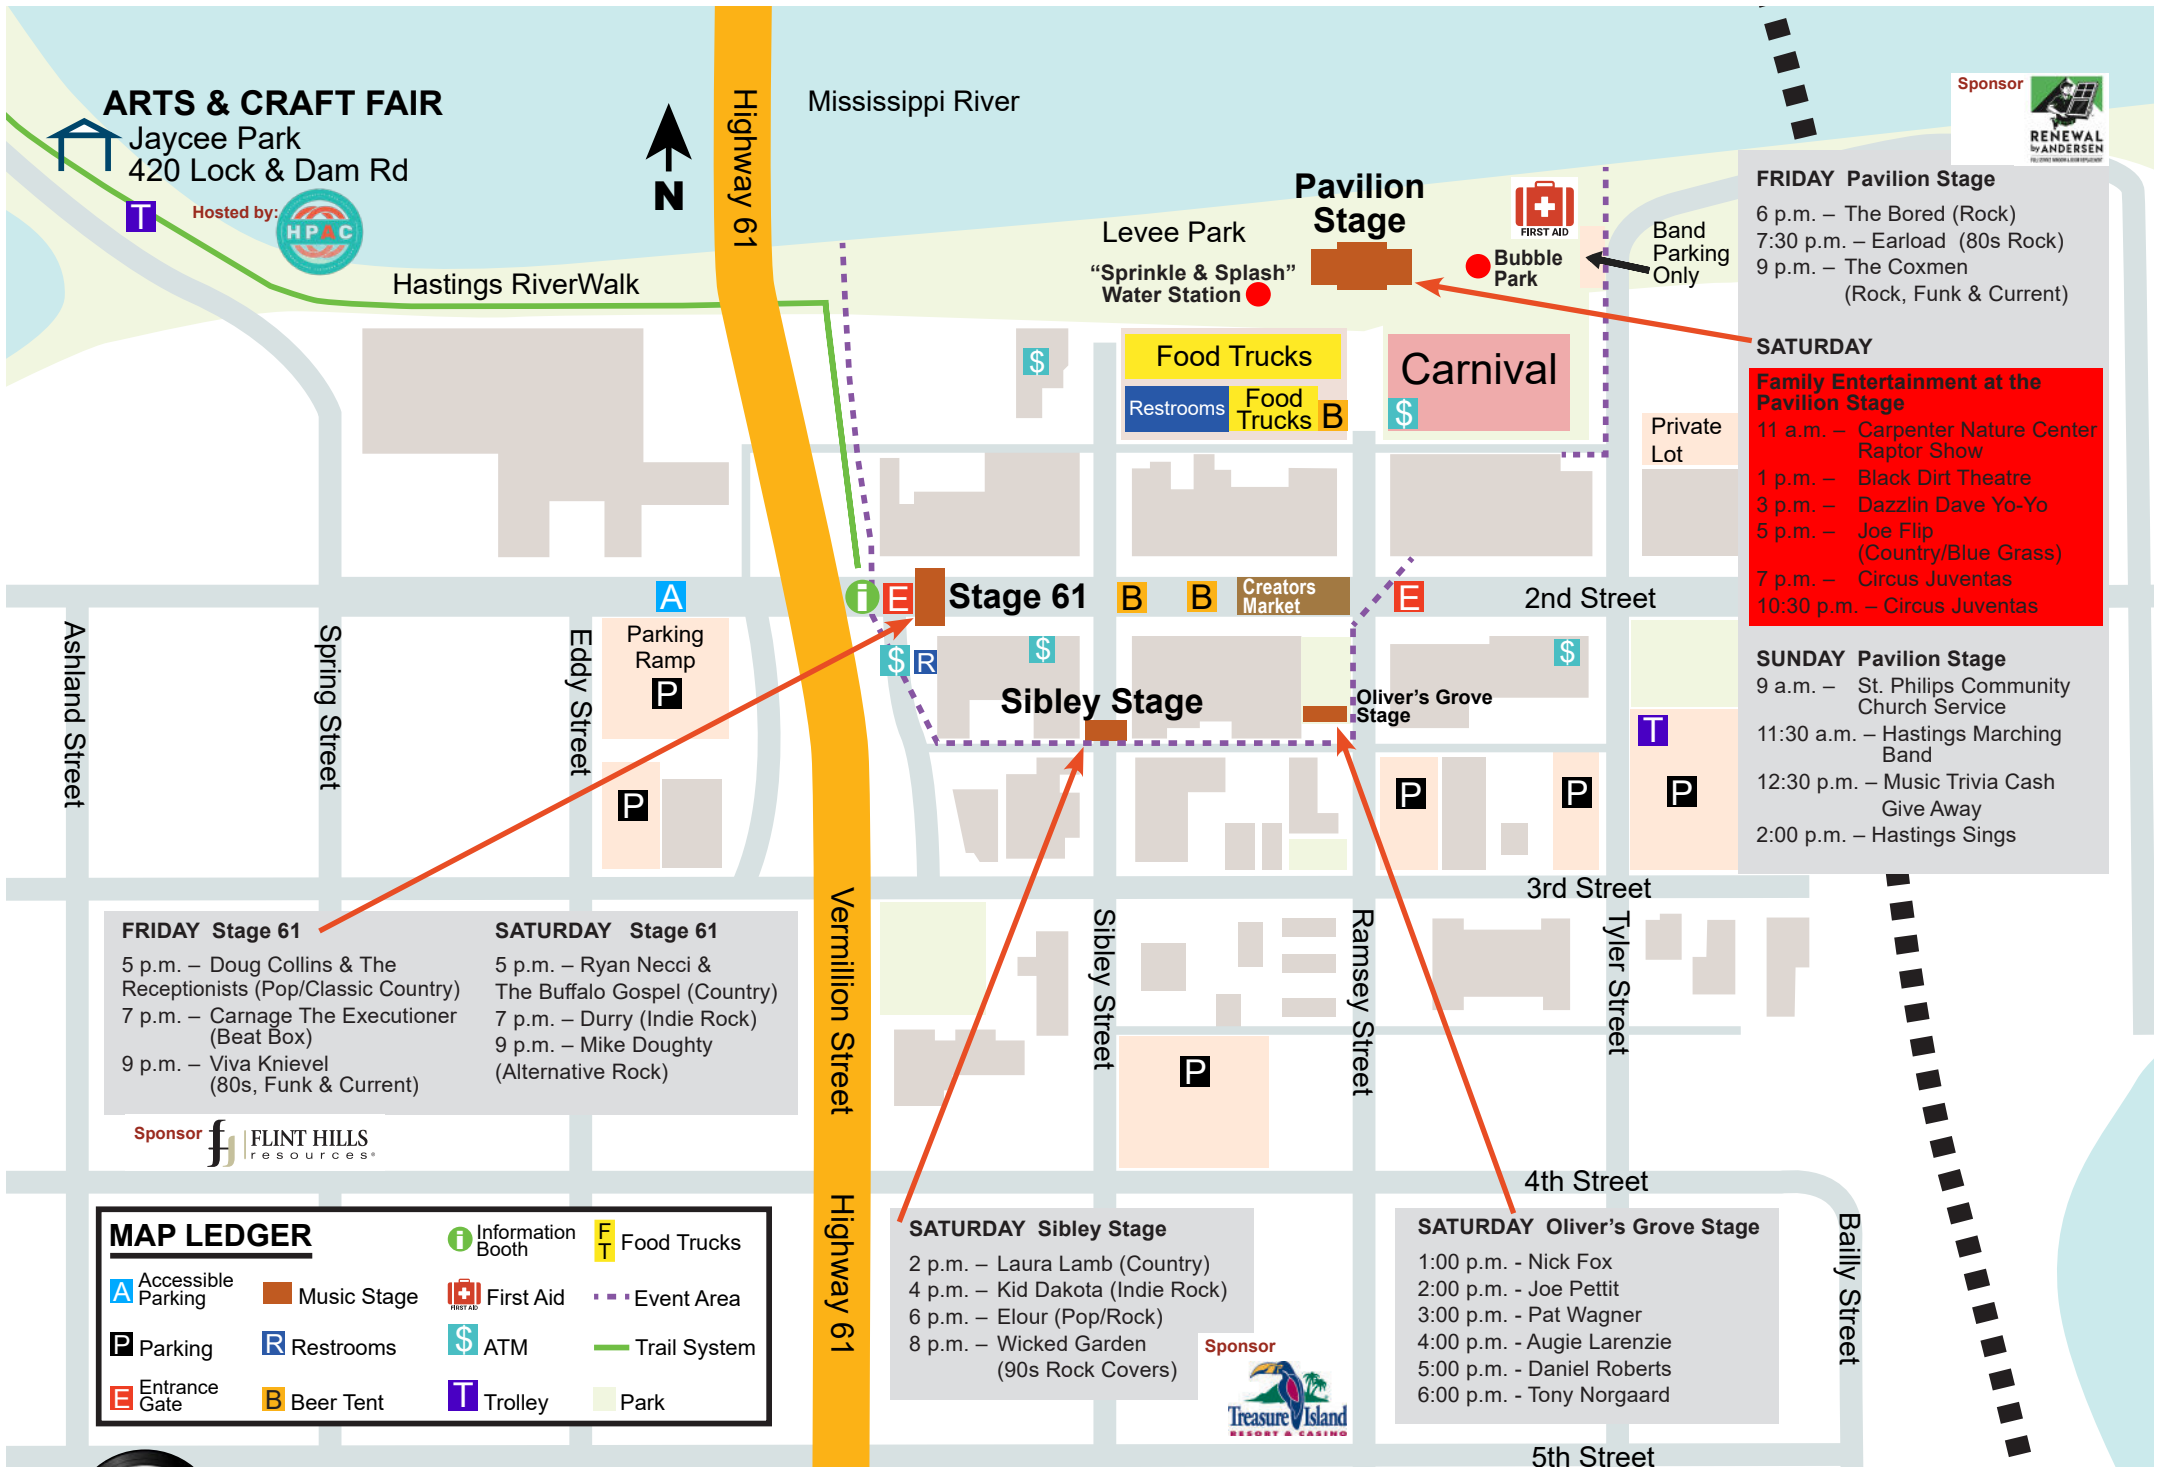 ARTS & CRAFT FAIR
Jaycee Park
420 Lock & Dam Rd
T
Hosted by:
HPAC
Hastings RiverWalk
N
Highway 61
Mississippi River
Levee Park
"Sprinkle & Splash"
Water Station
Pavilion
Stage
FIRST AID
Bubble
Park
Band
Parking
Only
Food Trucks
Restrooms
Food
Trucks
B
Carnival
$
$
Private
Lot
Sponsor
RENEWAL
by ANDERSEN
FRIDAY Pavilion Stage
6 p.m. – The Bored (Rock)
7:30 p.m. – Earload (80s Rock)
9 p.m. – The Coxmen
(Rock, Funk & Current)
SATURDAY
Family Entertainment at the
Pavilion Stage
11 a.m. – Carpenter Nature Center
Raptor Show
1 p.m. – Black Dirt Theatre
3 p.m. – Dazzlin Dave Yo-Yo
5 p.m. – Joe Flip
(Country/Blue Grass)
7 p.m. – Circus Juventas
10:30 p.m. – Circus Juventas
SUNDAY Pavilion Stage
9 a.m. – St. Philips Community
Church Service
11:30 a.m. – Hastings Marching
Band
12:30 p.m. – Music Trivia Cash
Give Away
2:00 p.m. – Hastings Sings
A
i
E
Stage 61
B
B
Creators
Market
E
2nd Street
Ashland Street
Spring Street
Eddy Street
Parking
Ramp
P
P
$
R
$
Sibley Stage
Oliver's Grove
Stage
$
T
P
P
P
3rd Street
Vermillion Street
Sibley Street
Ramsey Street
Tyler Street
P
FRIDAY Stage 61
5 p.m. – Doug Collins & The
Receptionists (Pop/Classic Country)
7 p.m. – Carnage The Executioner
(Beat Box)
9 p.m. – Viva Knievel
(80s, Funk & Current)
SATURDAY Stage 61
5 p.m. – Ryan Necci &
The Buffalo Gospel (Country)
7 p.m. – Durry (Indie Rock)
9 p.m. – Mike Doughty
(Alternative Rock)
Sponsor
FLINT HILLS
resources
4th Street
Highway 61
Bailly Street
MAP LEDGER
A Accessible
Parking
P Parking
E Entrance
Gate
Music Stage
R Restrooms
B Beer Tent
i Information
Booth
FIRST AID First Aid
$ ATM
T Trolley
F
T Food Trucks
Event Area
Trail System
Park
SATURDAY Sibley Stage
2 p.m. – Laura Lamb (Country)
4 p.m. – Kid Dakota (Indie Rock)
6 p.m. – Elour (Pop/Rock)
8 p.m. – Wicked Garden
(90s Rock Covers)
Sponsor
Treasure Island
RESORT & CASINO
SATURDAY Oliver's Grove Stage
1:00 p.m. - Nick Fox
2:00 p.m. - Joe Pettit
3:00 p.m. - Pat Wagner
4:00 p.m. - Augie Larenzie
5:00 p.m. - Daniel Roberts
6:00 p.m. - Tony Norgaard
5th Street